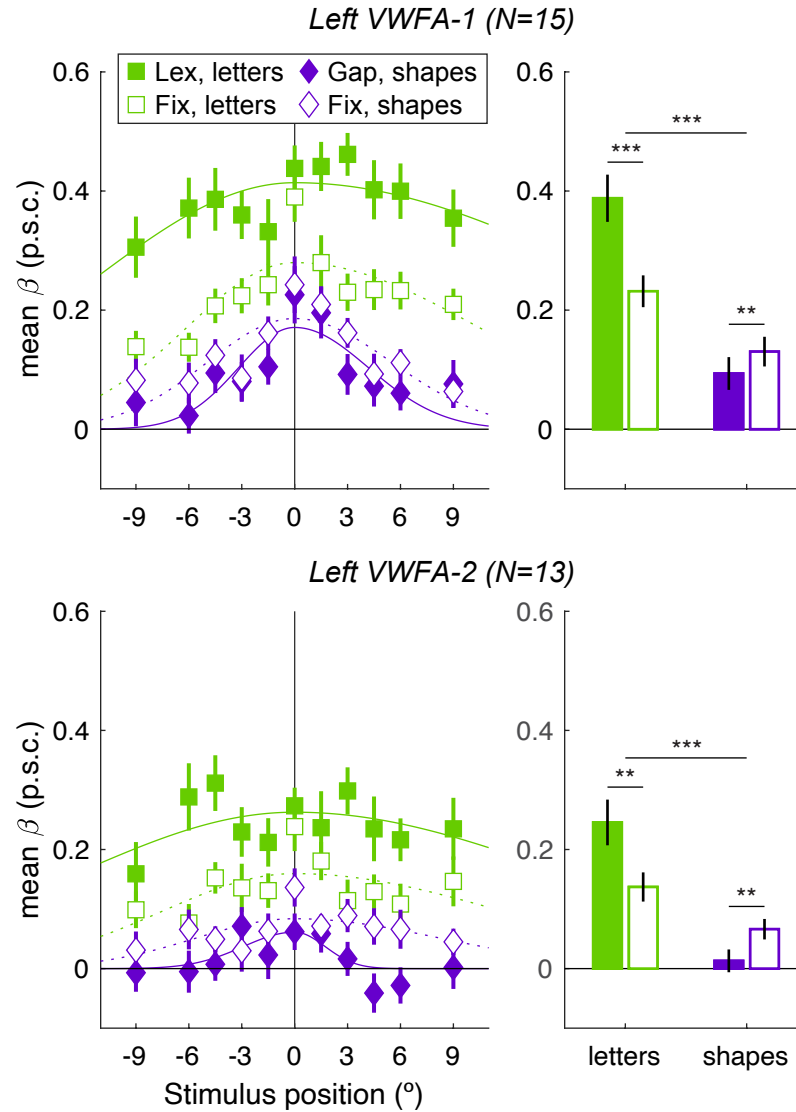 Left VWFA-1 (N=15)
0.6
0.4
0.2
0
mean β (p.s.c.)
Lex, letters
Gap, shapes
Fix, letters
Fix, shapes
-9 -6 -3 0 3 6 9
0.6
0.4
0.2
0
***
***
**
Left VWFA-2 (N=13)
0.6
0.4
0.2
0
mean β (p.s.c.)
-9 -6 -3 0 3 6 9
Stimulus position (º)
0.6
0.4
0.2
0
***
**
**
letters shapes